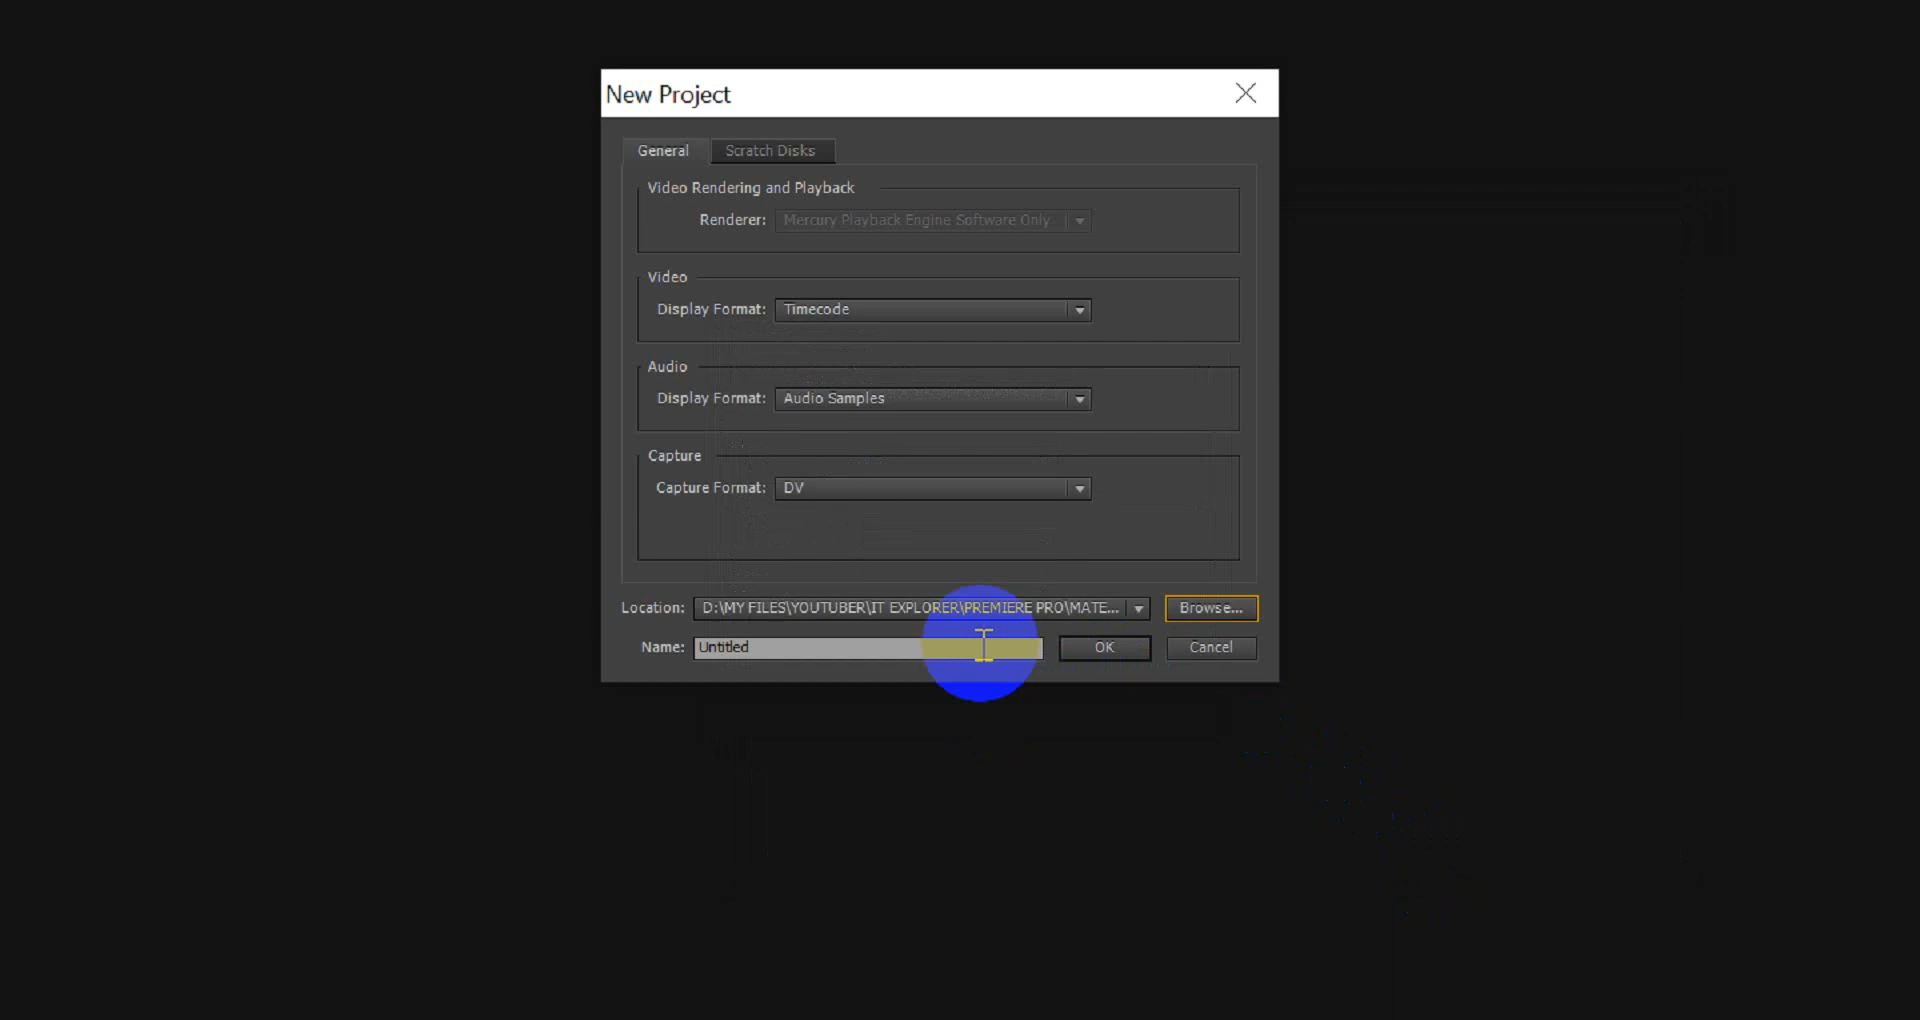 New Project
General
Scratch Disks
Video Rendering and Playback
Renderer: Mercury Playback Engine Software Only
Video
Display Format: Timecode
Audio
Display Format: Audio Samples
Capture
Capture Format: DV
Location: D:\MY FILES\YOUTUBER\IT EXPLORER\PREMIERE PRO\MATE... Browse...
Name: Untitled OK Cancel